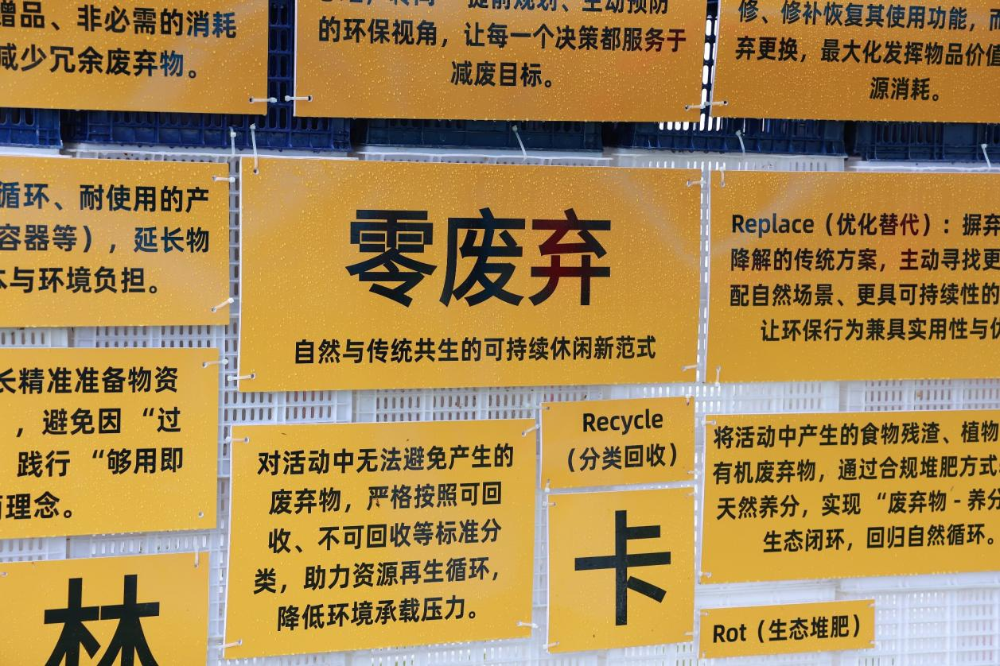 赠品、非必需的消耗
减少冗余废弃物。
提前规划、主动预防
的环保视角，让每一个决策都服务于
减废目标。
修、修补恢复其使用功能，而
弃更换，最大化发挥物品价值
源消耗。
循环、耐使用的产
容器等），延长物
与环境负担。
零废弃
自然与传统共生的可持续休闲新范式
Replace（优化替代）：摒弃
降解的传统方案，主动寻找更
配自然场景、更具可持续性的
让环保行为兼具实用性与优
长精准准备物资
，避免因“过
践行“够用即
理念。
对活动中无法避免产生的
废弃物，严格按照可回
收、不可回收等标准分
类，助力资源再生循环，
降低环境承载压力。
Recycle
（分类回收）
卡
将活动中产生的食物残渣、植物
有机废弃物，通过合规堆肥方式
天然养分，实现“废弃物-养分
生态闭环，回归自然循环。
Rot（生态堆肥）
林